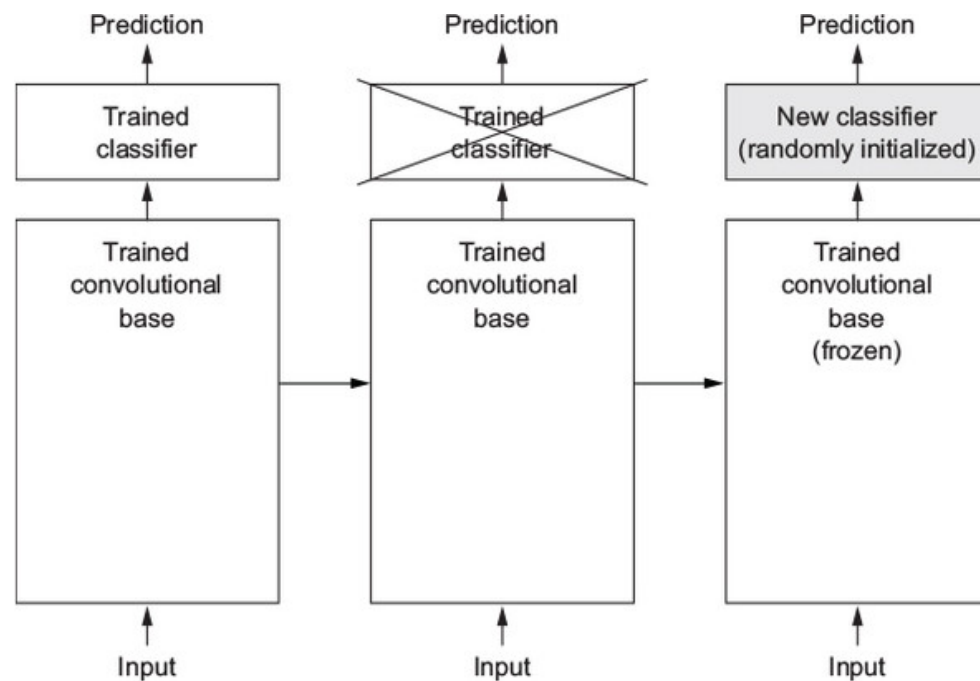 Prediction
Trained
classifier
Trained
convolutional
base
Input
Prediction
Trained
classifier
Trained
convolutional
base
Input
Prediction
New classifier
(randomly initialized)
Trained
convolutional
base
(frozen)
Input